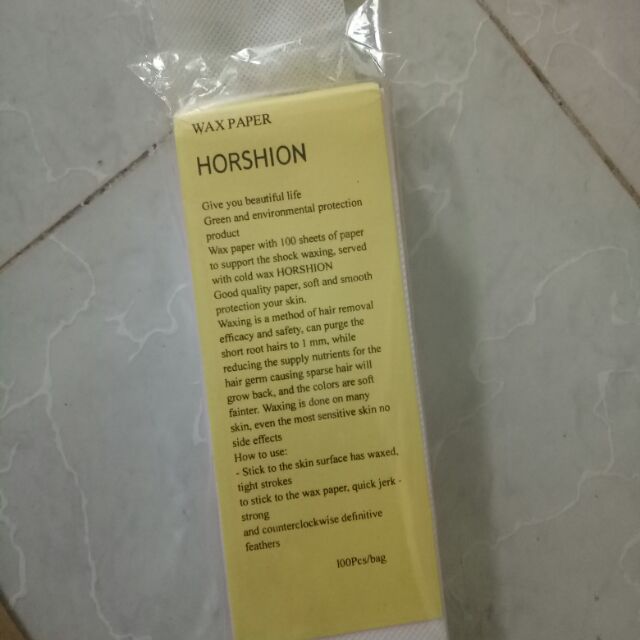 WAX PAPER
HORSHION
Give you beautiful life
Green and environmental protection
product
Wax paper with 100 sheets of paper
to support the shock waxing, served
with cold wax HORSHION
Good quality paper, soft and smooth
protection your skin.
Waxing is a method of hair removal
efficacy and safety, can purge the
short root hairs to 1 mm, while
reducing the supply nutrients for the
hair germ causing sparse hair will
grow back, and the colors are soft
fainter. Waxing is done on many
skin, even the most sensitive skin no
side effects
How to use:
- Stick to the skin surface has waxed,
tight strokes
to stick to the wax paper, quick jerk -
strong
and counterclockwise definitive
feathers
100Pcs/bag